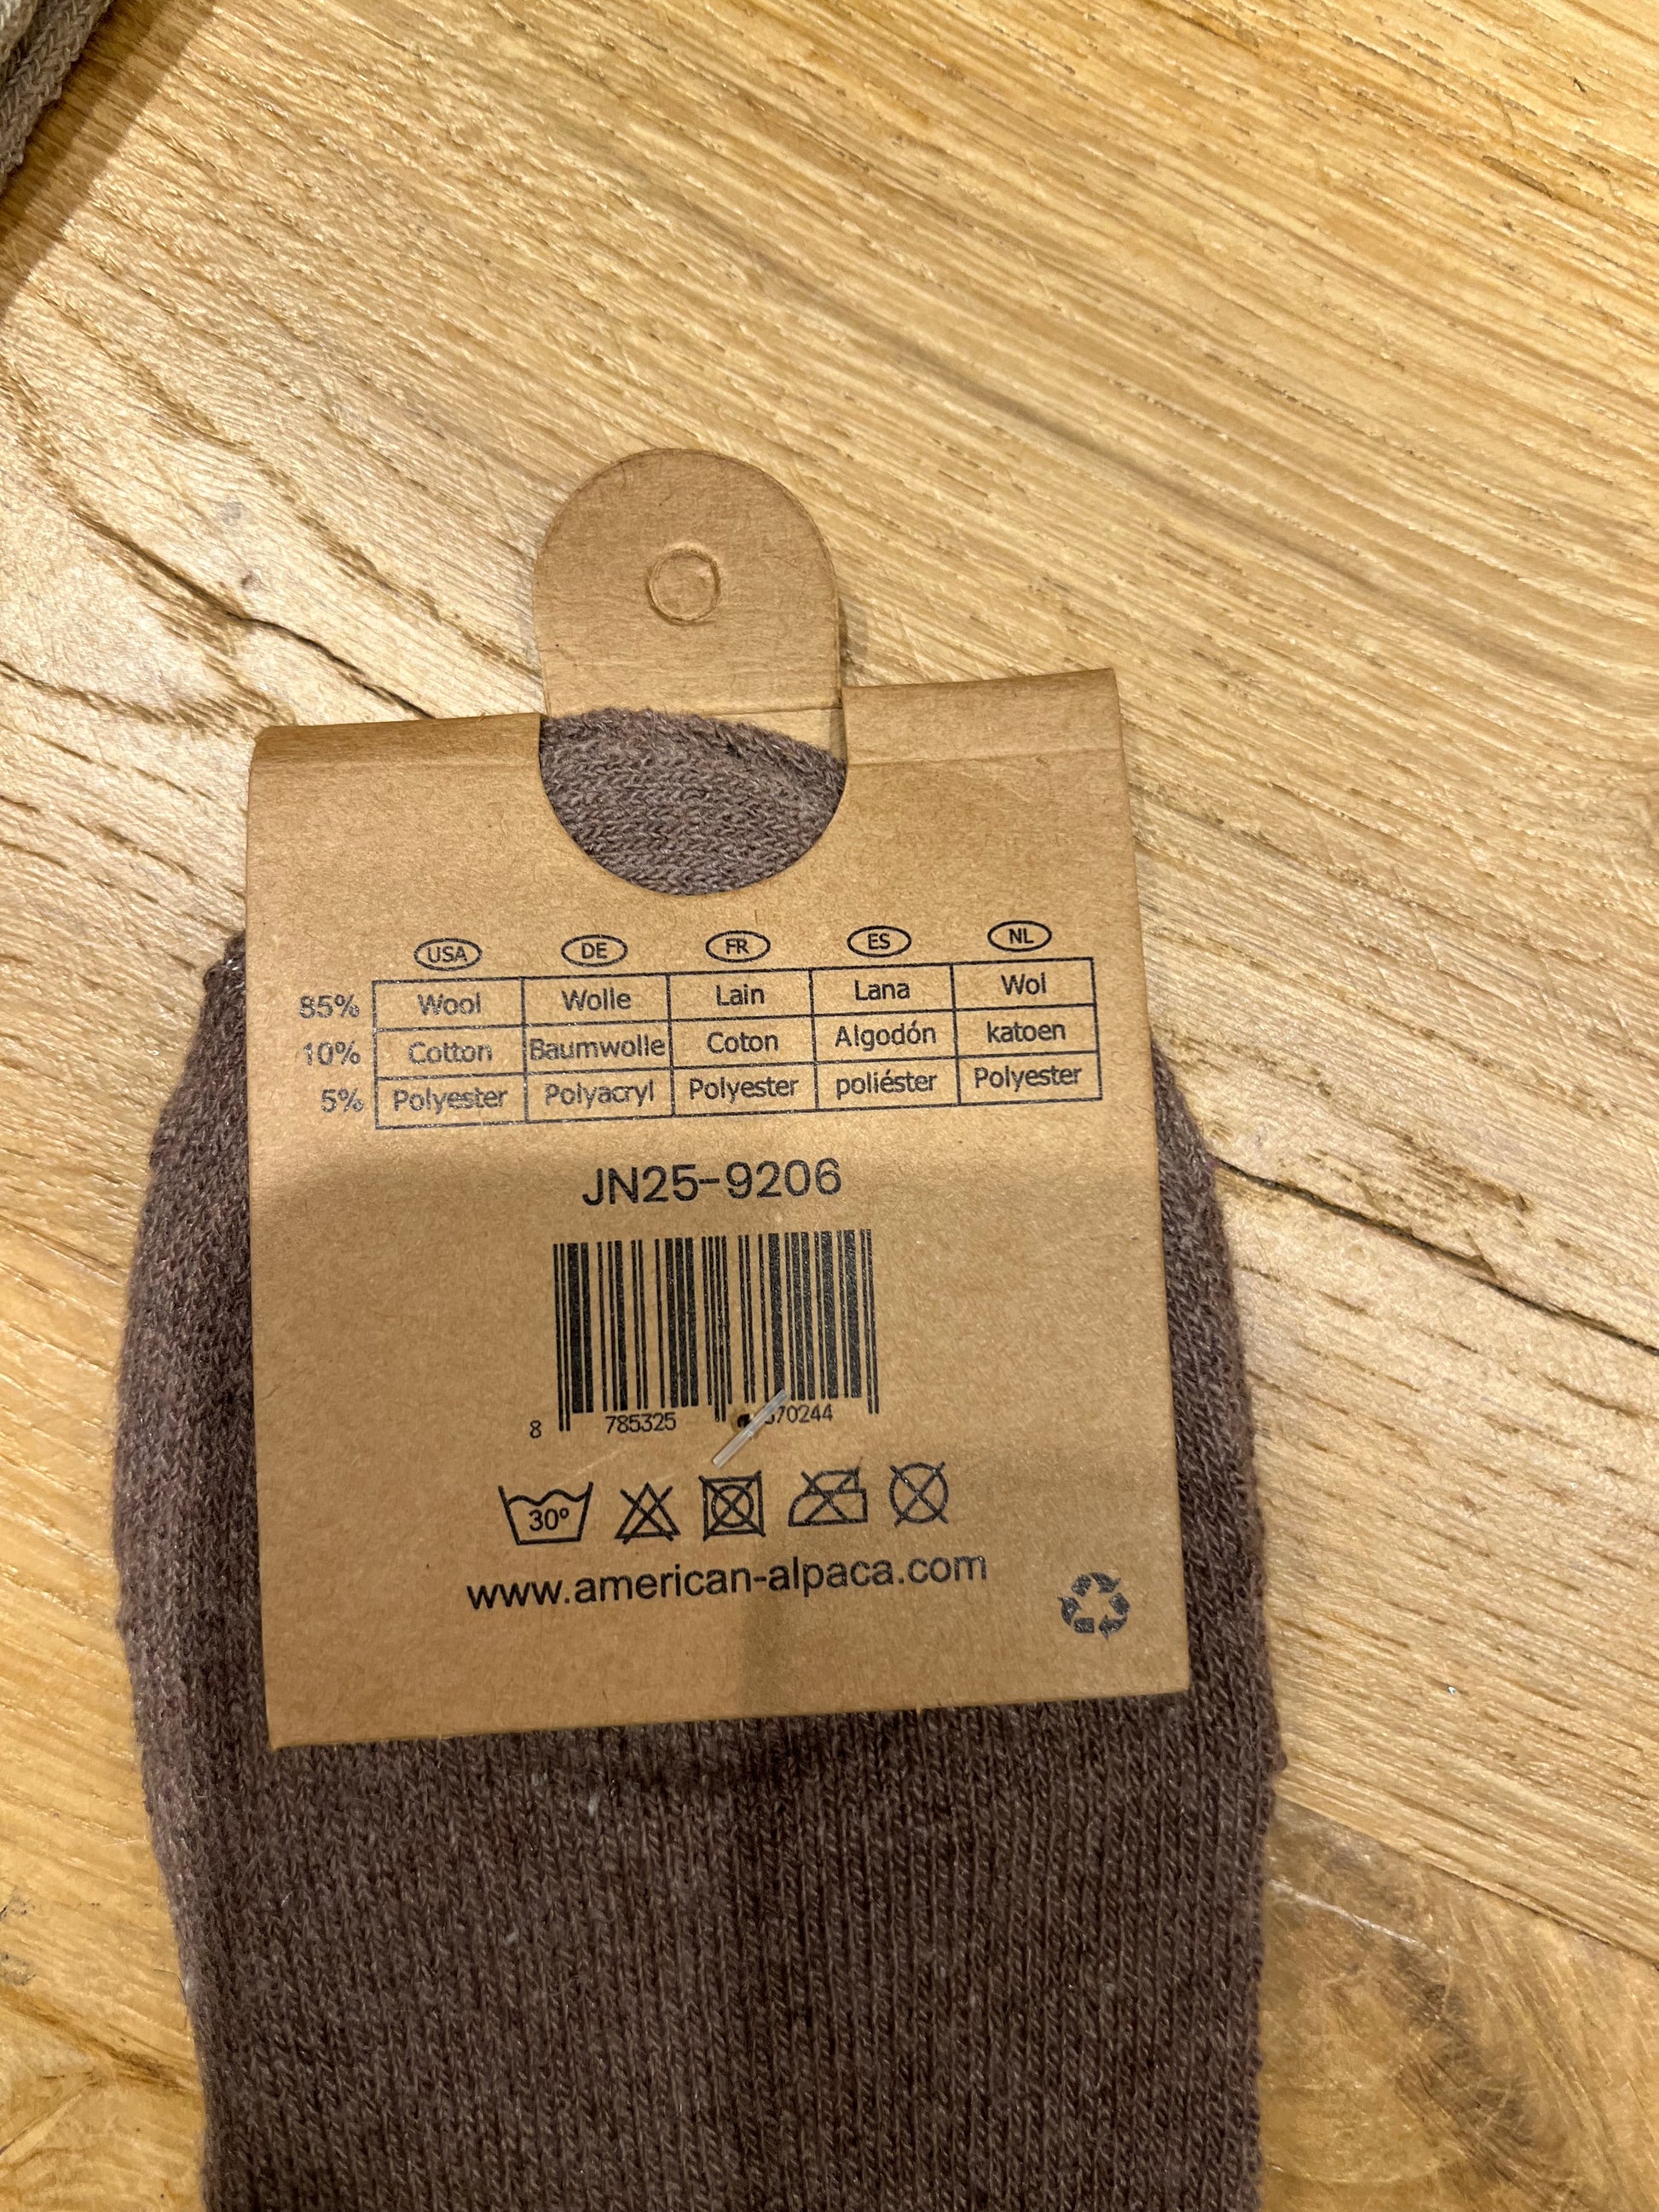 USA DE FR ES NL
85% Wool Wolle Lain Lana Wol
10% Cotton Baumwolle Coton Algodón katoen
5% Polyester Polyacryl Polyester poliéster Polyester
JN25-9206
8 785325 670244
30°
www.american-alpaca.com